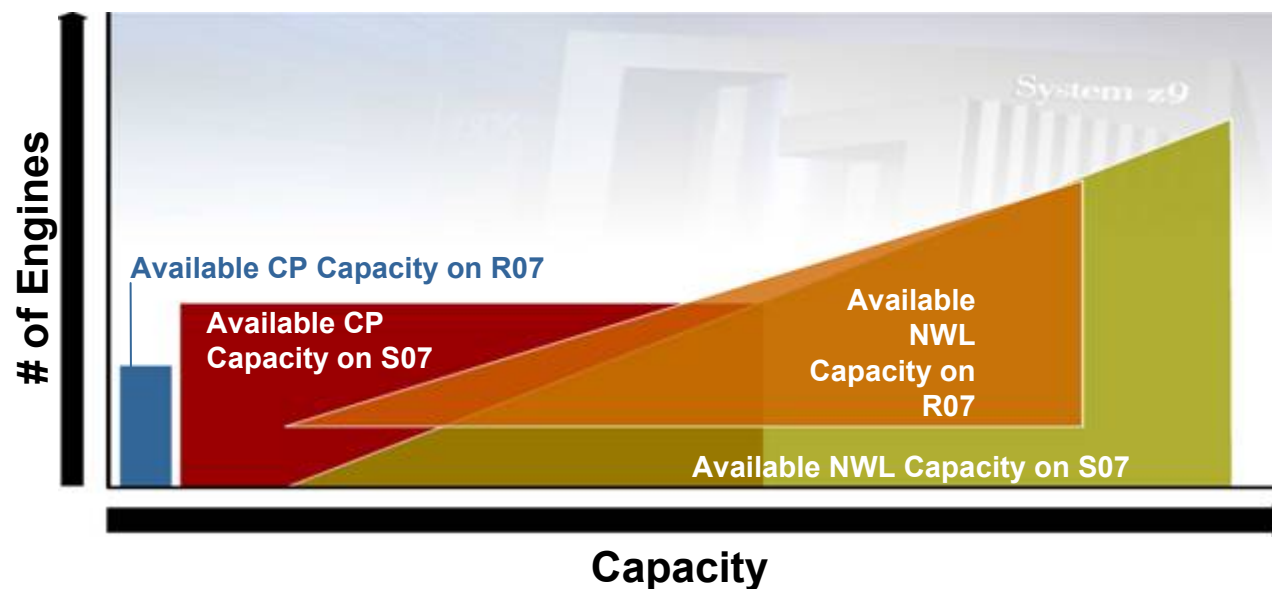 System z9
# of Engines
Available CP Capacity on R07
Available CP
Capacity on S07
Available
NWL
Capacity on
R07
Available NWL Capacity on S07
Capacity